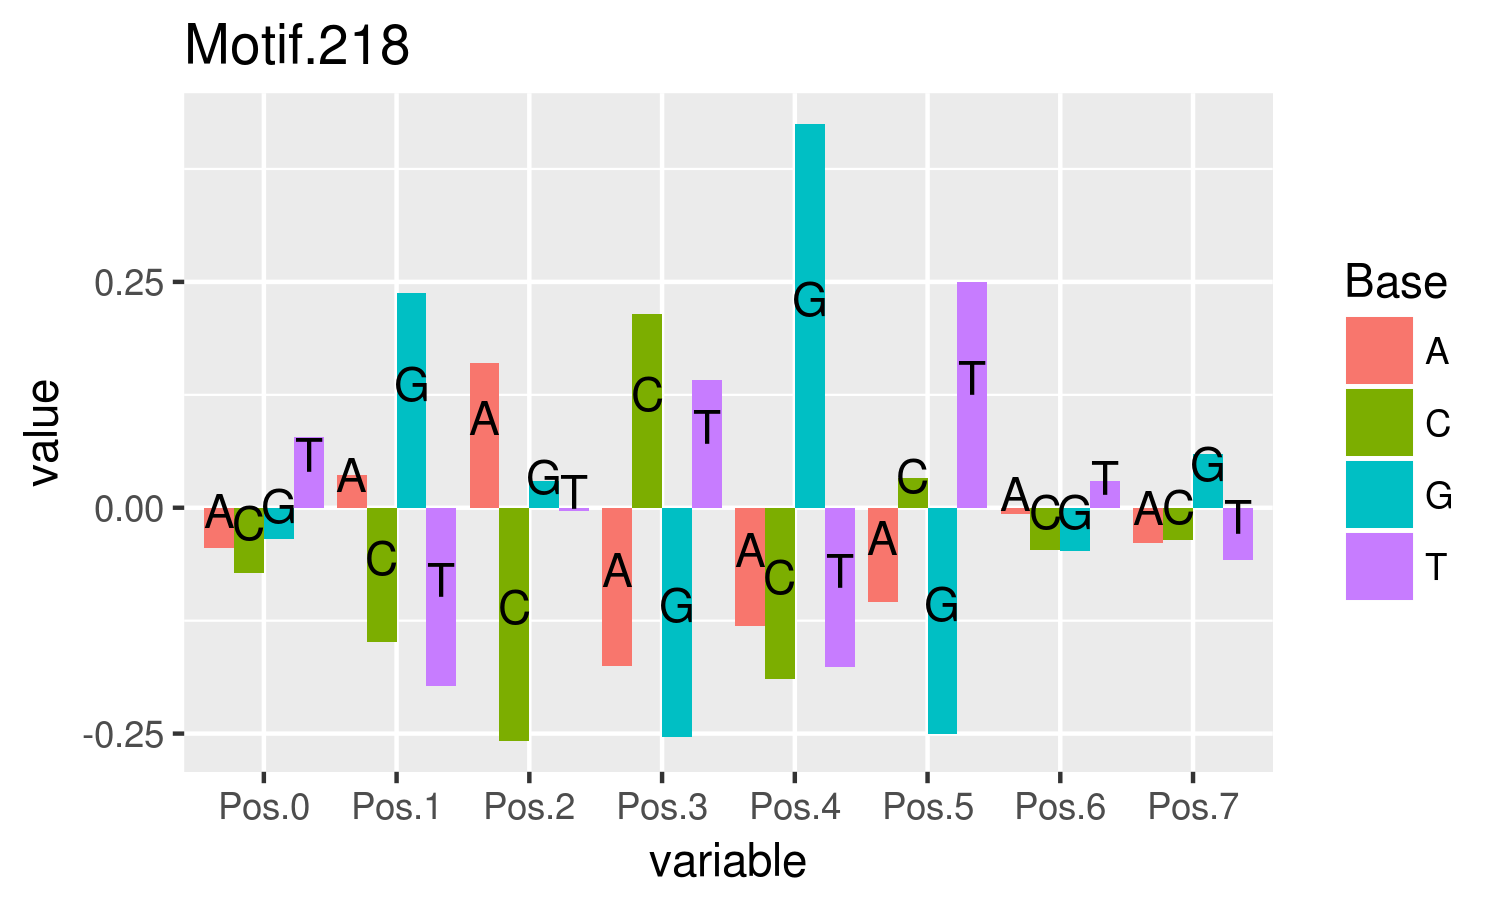 Motif.218
value
0.25
0.00
-0.25
A C G T
A C G T
A C G T
A C G T
A C G T
A C G T
A C G T
A C G T
Pos.0 Pos.1 Pos.2 Pos.3 Pos.4 Pos.5 Pos.6 Pos.7
variable
Base
A
C
G
T